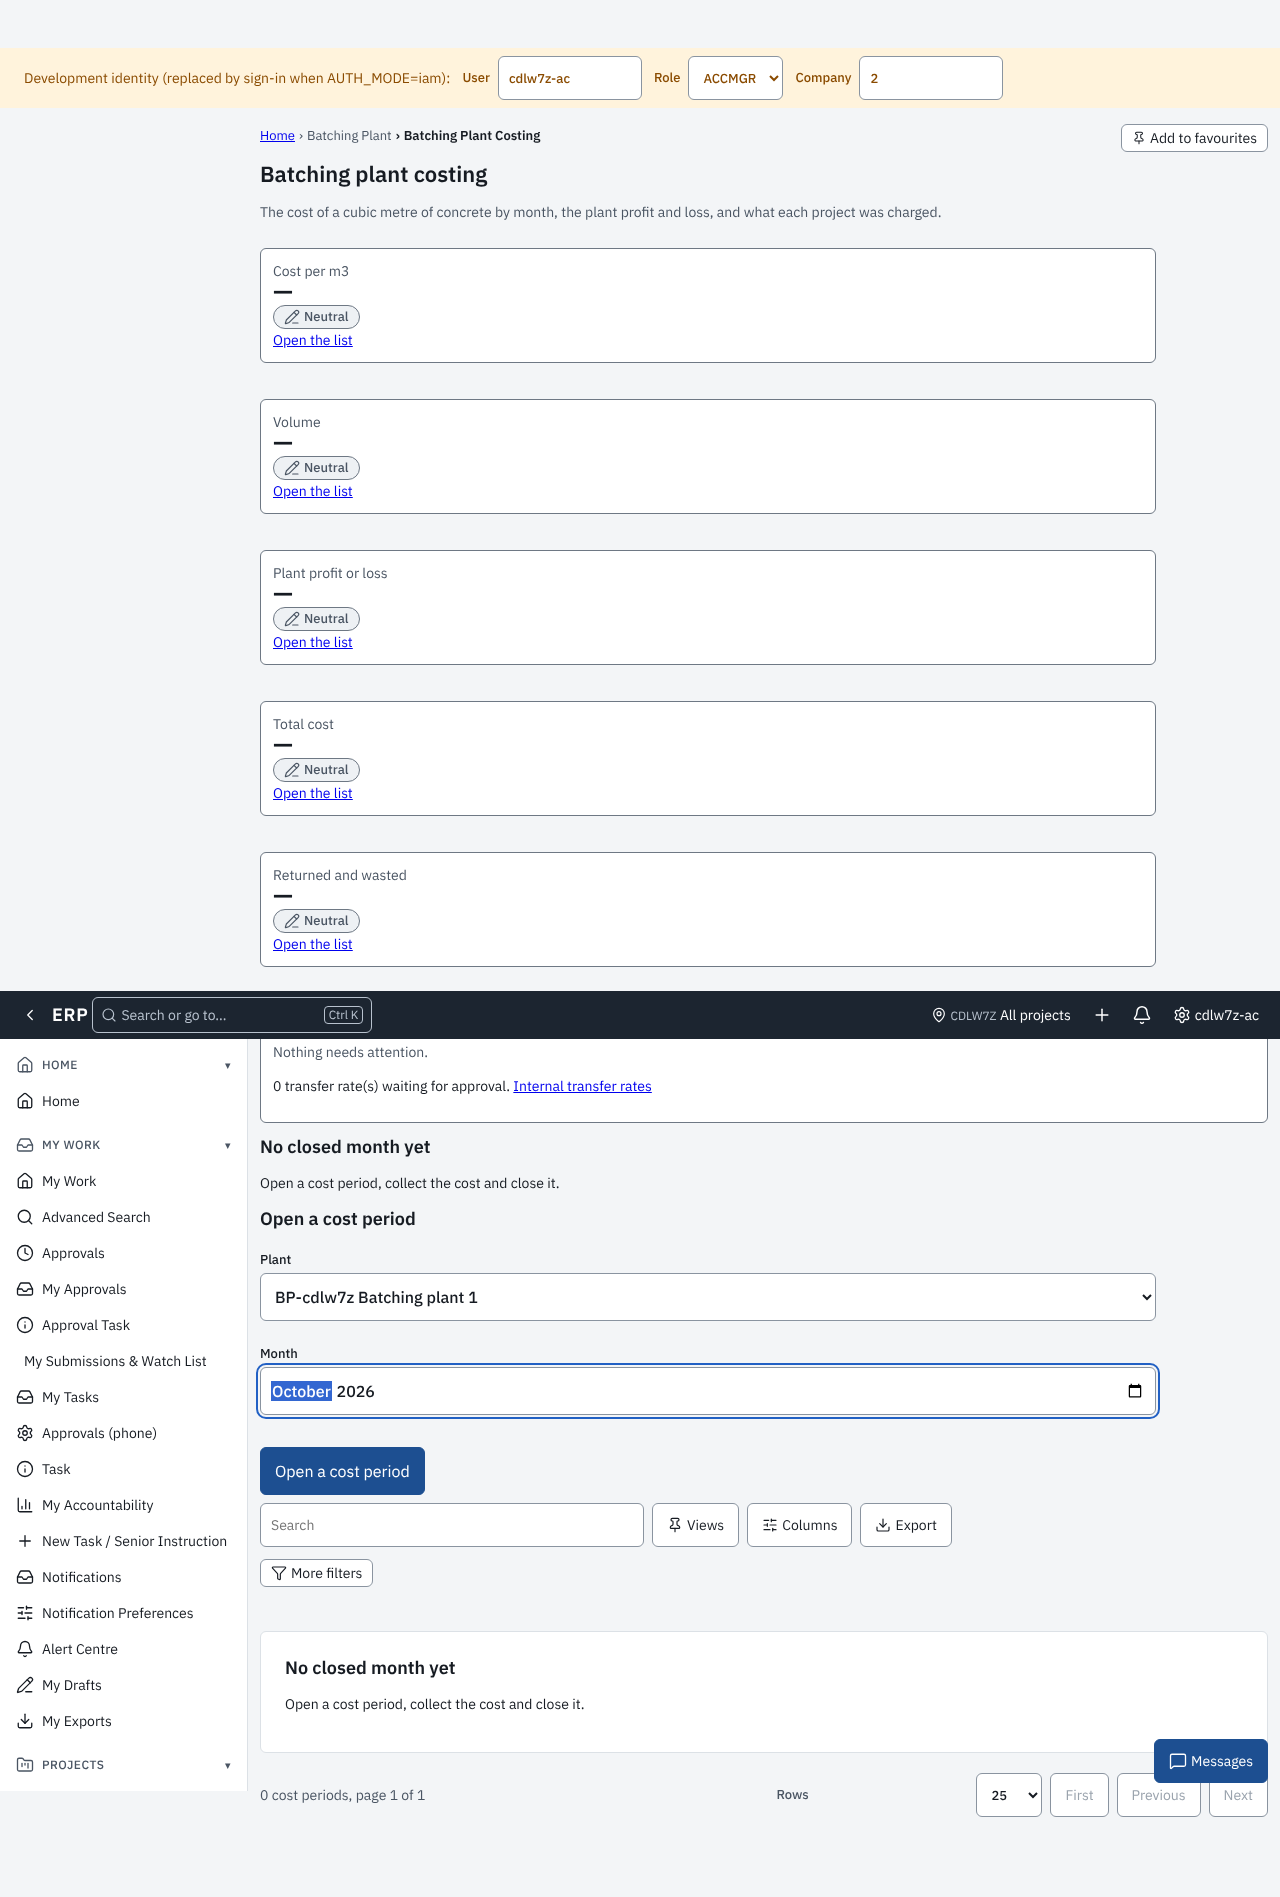 Development identity (replaced by sign-in when AUTH_MODE=iam): User cdlw7z-ac Role ACCMGR Company 2
Home › Batching Plant › Batching Plant Costing
Add to favourites
Batching plant costing
The cost of a cubic metre of concrete by month, the plant profit and loss, and what each project was charged.
Cost per m3
—
Neutral
Open the list
Volume
—
Neutral
Open the list
Plant profit or loss
—
Neutral
Open the list
Total cost
—
Neutral
Open the list
Returned and wasted
—
Neutral
Open the list
ERP Search or go to... Ctrl K CDLW7Z All projects cdlw7z-ac
HOME
Home
MY WORK
My Work
Advanced Search
Approvals
My Approvals
Approval Task
My Submissions & Watch List
My Tasks
Approvals (phone)
Task
My Accountability
New Task / Senior Instruction
Notifications
Notification Preferences
Alert Centre
My Drafts
My Exports
PROJECTS
Nothing needs attention.
0 transfer rate(s) waiting for approval. Internal transfer rates
No closed month yet
Open a cost period, collect the cost and close it.
Open a cost period
Plant
BP-cdlw7z Batching plant 1
Month
October 2026
Open a cost period
Search Views Columns Export
More filters
No closed month yet
Open a cost period, collect the cost and close it.
Messages
0 cost periods, page 1 of 1 Rows 25 First Previous Next